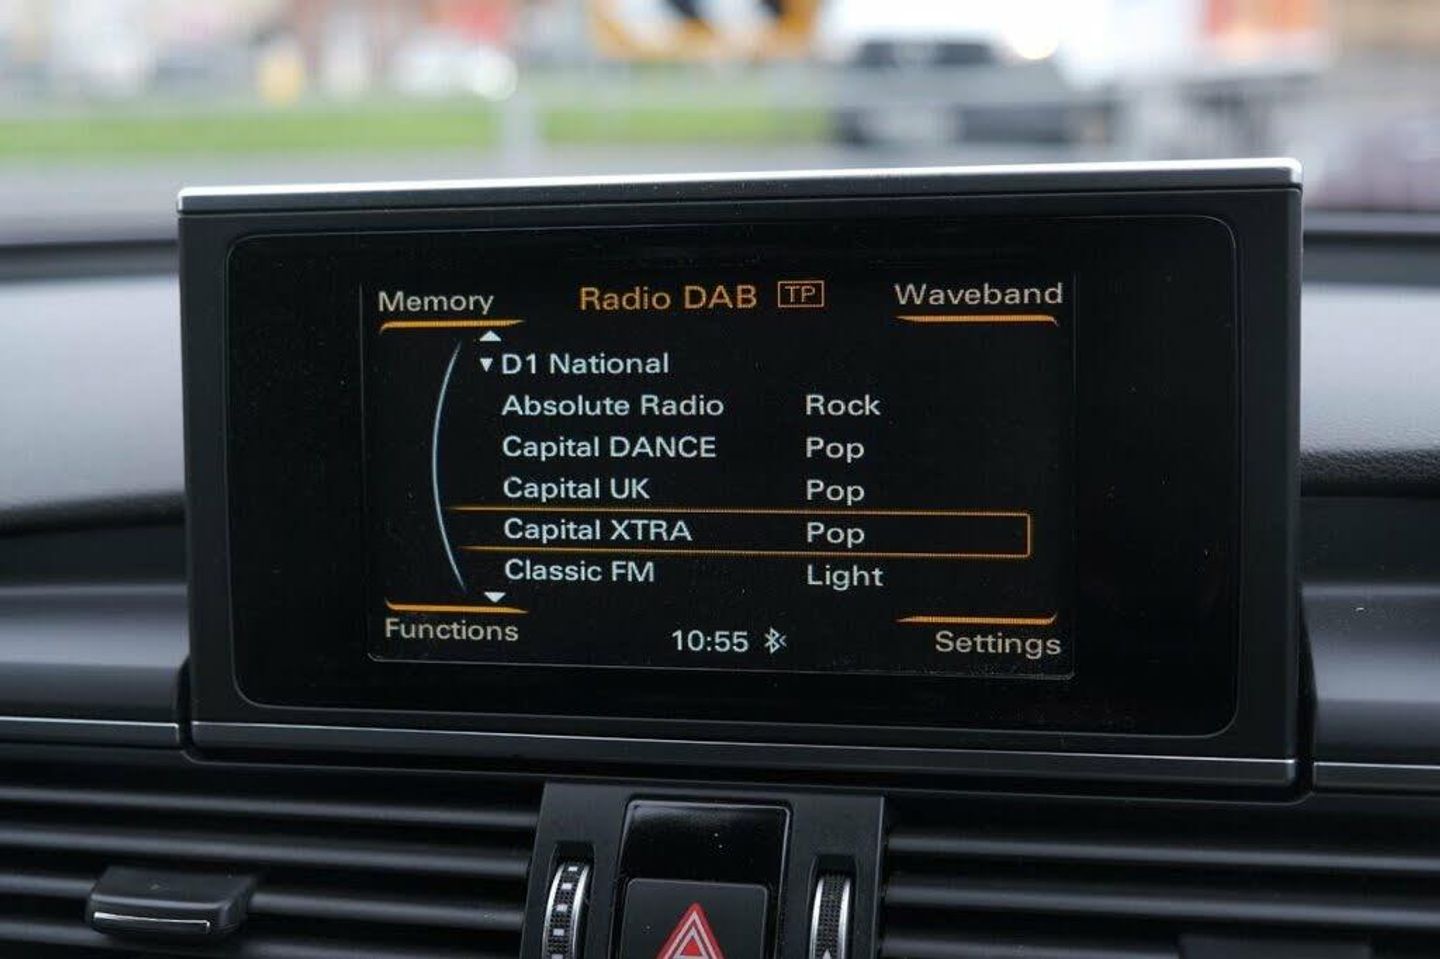 Memory Radio DAB TP Waveband
D1 National
Absolute Radio Rock
Capital DANCE Pop
Capital UK Pop
Capital XTRA Pop
Classic FM Light
Functions 10:55 Settings